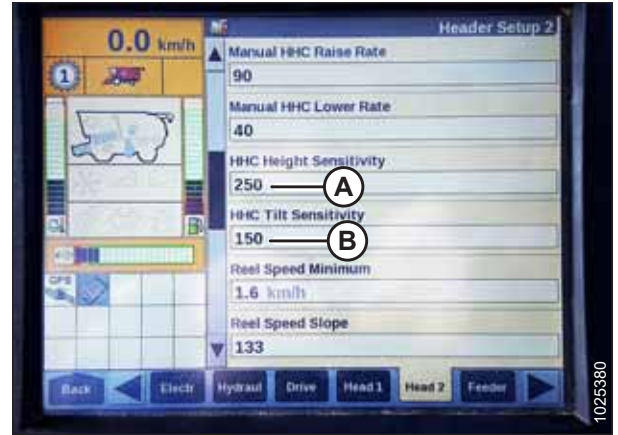 0.0 km/h
Header Setup 2
1
Manual HHC Raise Rate
90
Manual HHC Lower Rate
40
HHC Height Sensitivity
250
A
HHC Tilt Sensitivity
150
B
Reel Speed Minimum
1.6 km/h
Reel Speed Slope
133
GPS
Back
Electr
Hydraul
Drive
Head 1
Head 2
Feeder
1025380